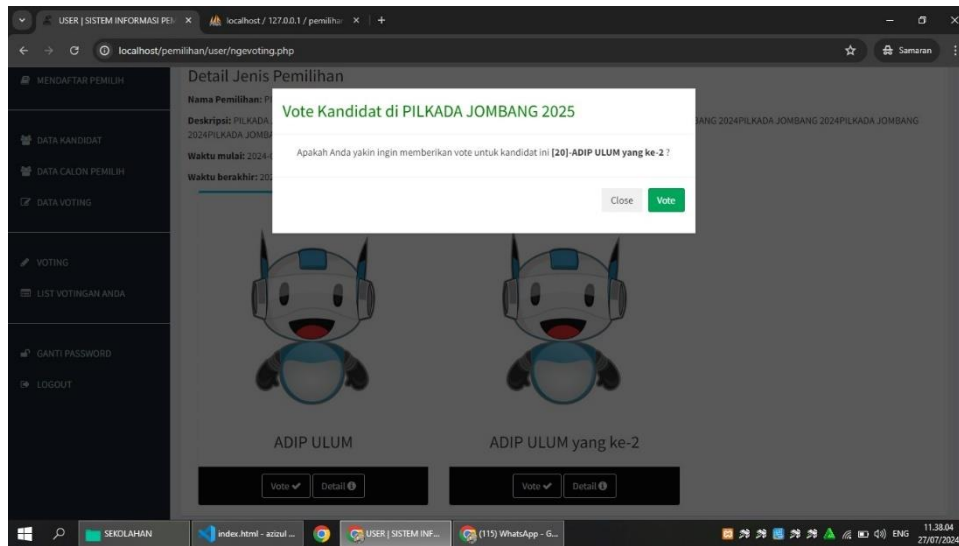 USER | SISTEM INFORMASI PEM
localhost / 127.0.0.1 / pemilihar
localhost/pemilihan/user/ngevoting.php
Samaran
MENDAFTAR PEMILIH
DATA KANDIDAT
DATA CALON PEMILIH
DATA VOTING
VOTING
LIST VOTINGAN ANDA
GANTI PASSWORD
LOGOUT
Detail Jenis Pemilihan
Nama Pemilihan:
Deskripsi: PILKADA
BANG 2024PILKADA JOMBANG 2024PILKADA JOMBANG
2024PILKADA JOMBA
Waktu mulai: 2024-
Waktu berakhir: 20
Vote Kandidat di PILKADA JOMBANG 2025
Apakah Anda yakin ingin memberikan vote untuk kandidat ini [20]-ADIP ULUM yang ke-2 ?
Close Vote
ADIP ULUM
Vote Detail
ADIP ULUM yang ke-2
Vote Detail
SEKOLAHAN
index.html - azizul ...
USER | SISTEM INF...
(115) WhatsApp - G...
ENG
11.38.04
27/07/2024